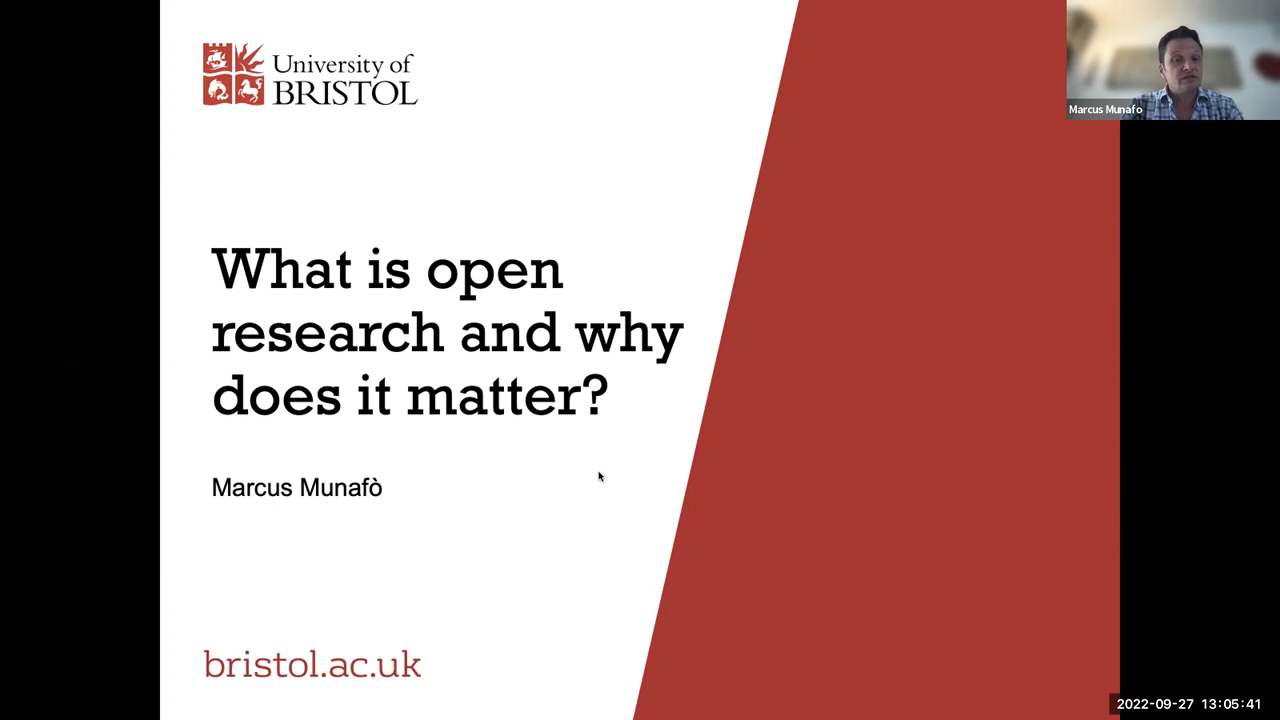 University of
BRISTOL
Marcus Munafo
What is open
research and why
does it matter?
Marcus Munafò
bristol.ac.uk
2022-09-27 13:05:41